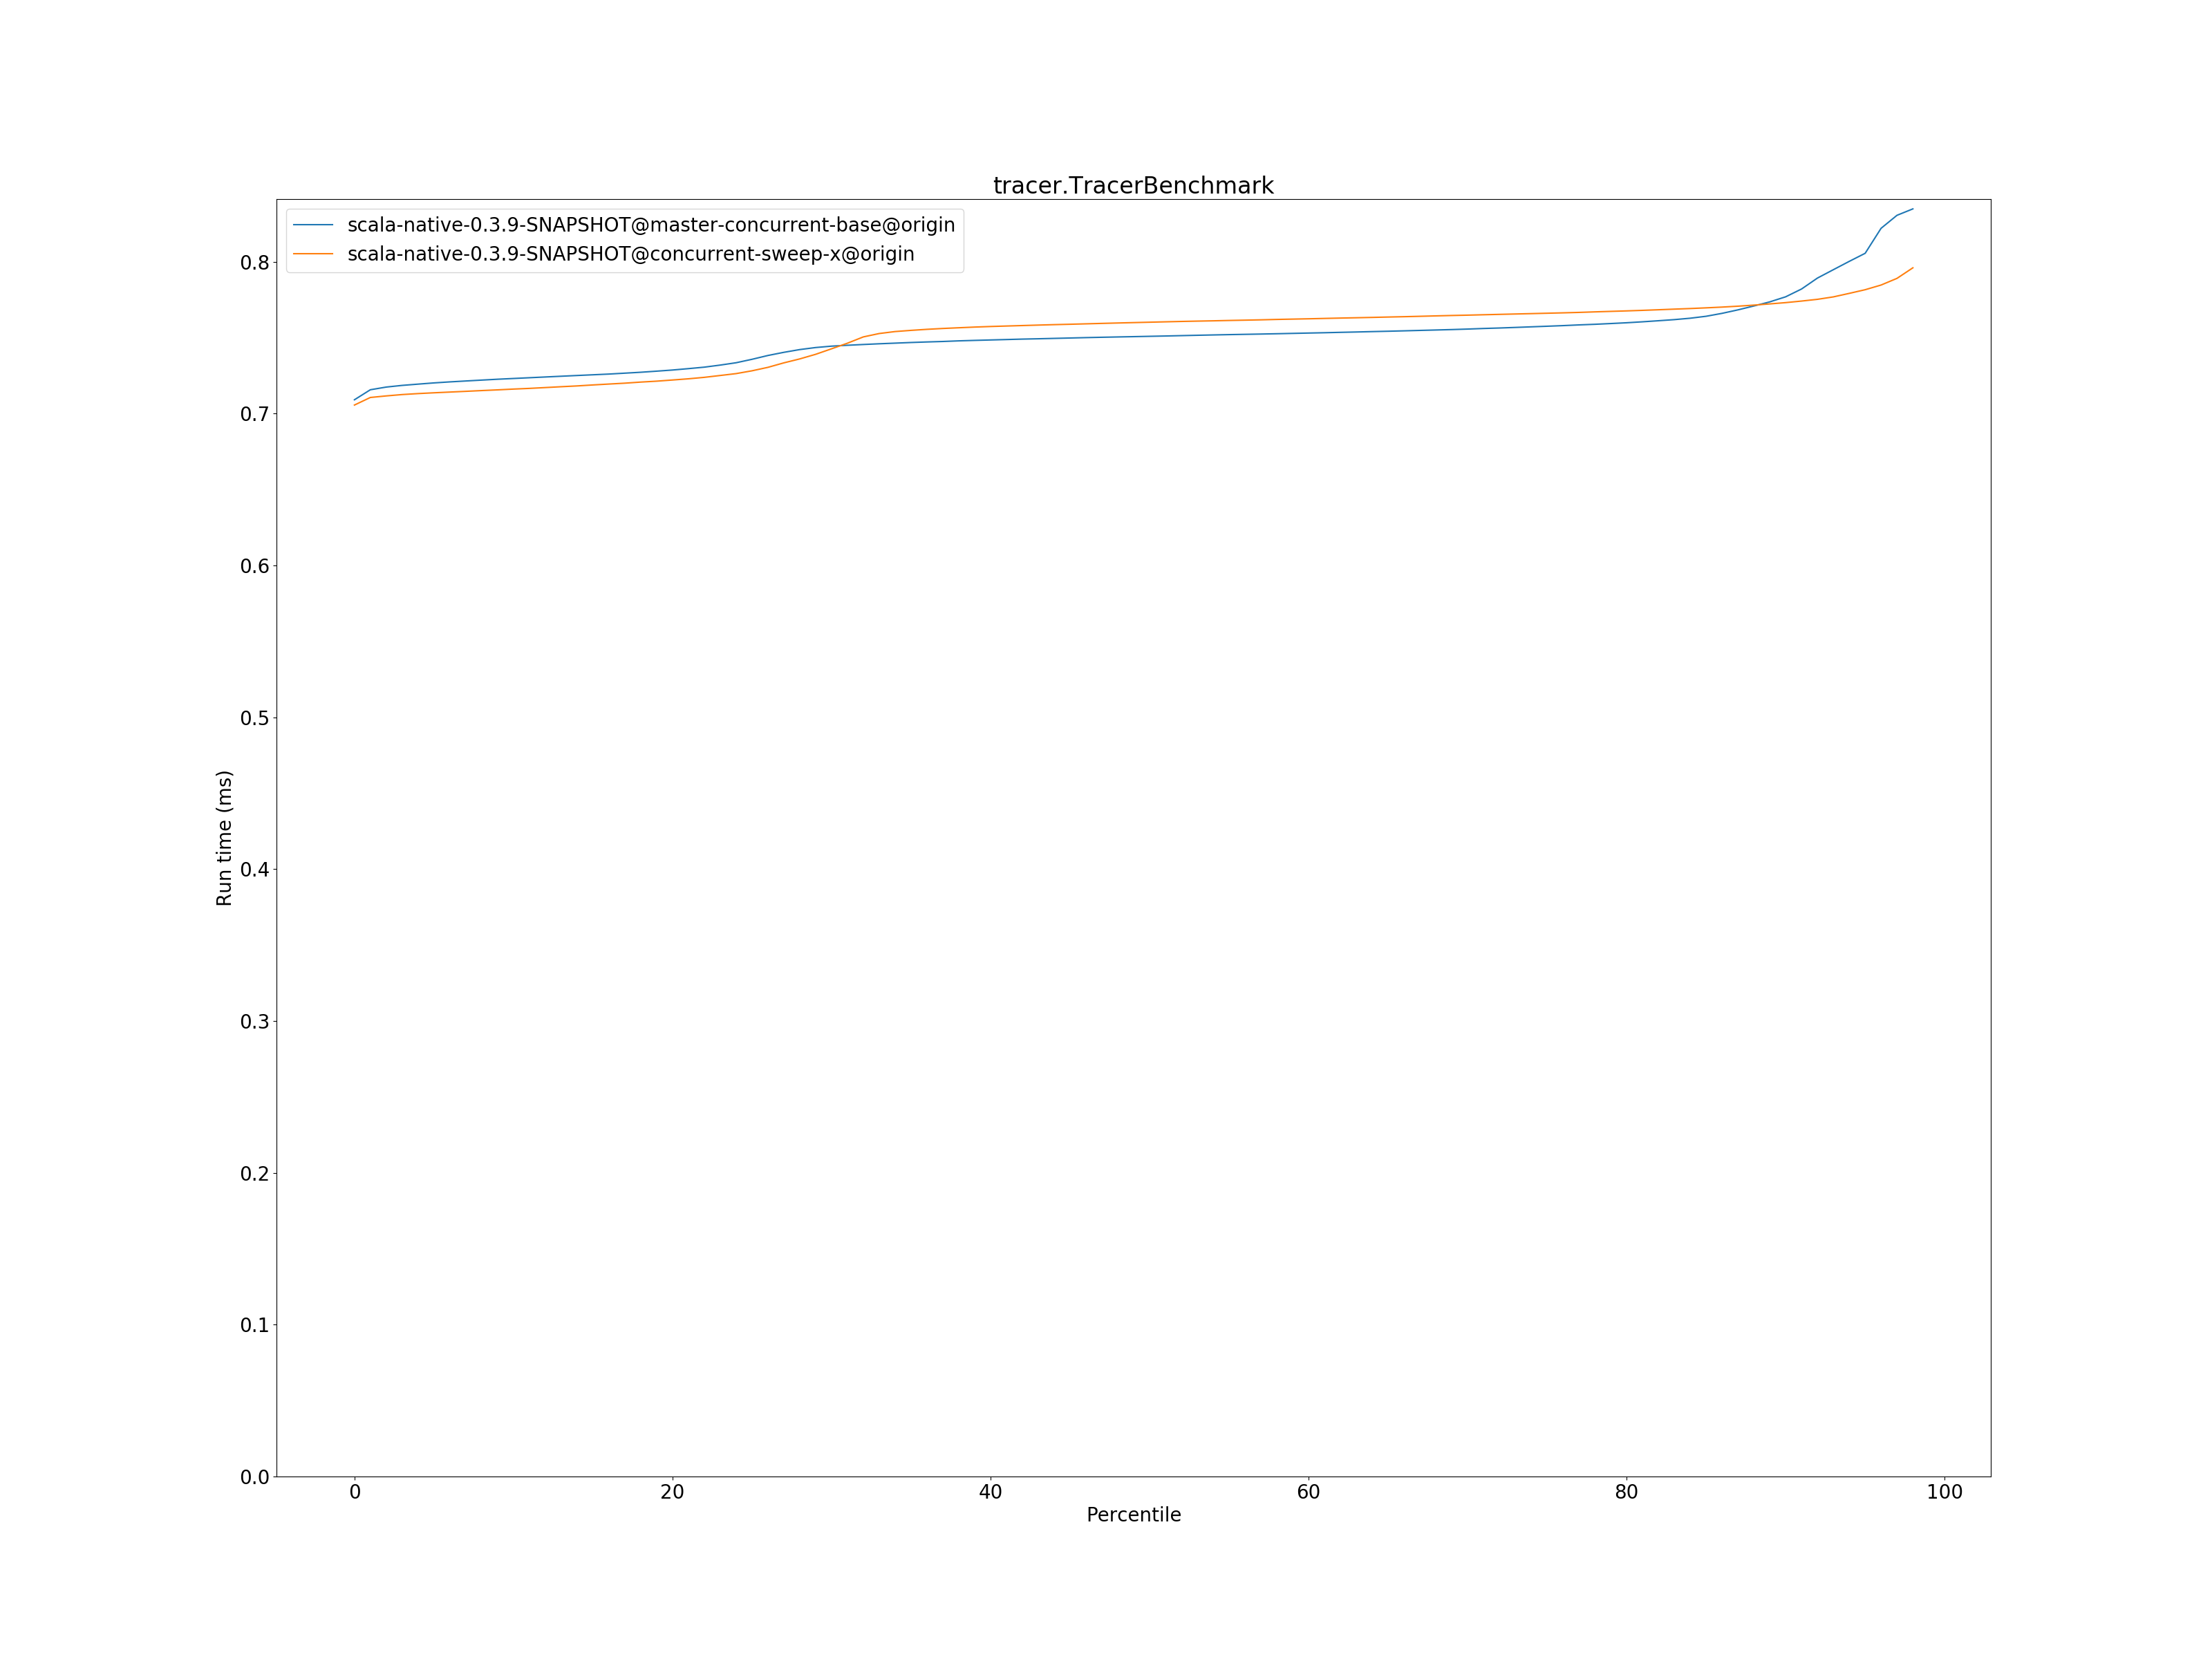 tracer.TracerBenchmark
scala-native-0.3.9-SNAPSHOT@master-concurrent-base@origin
scala-native-0.3.9-SNAPSHOT@concurrent-sweep-x@origin
0.8
0.7
0.6
0.5
0.4
0.3
0.2
0.1
0.0
Run time (ms)
0 20 40 60 80 100
Percentile